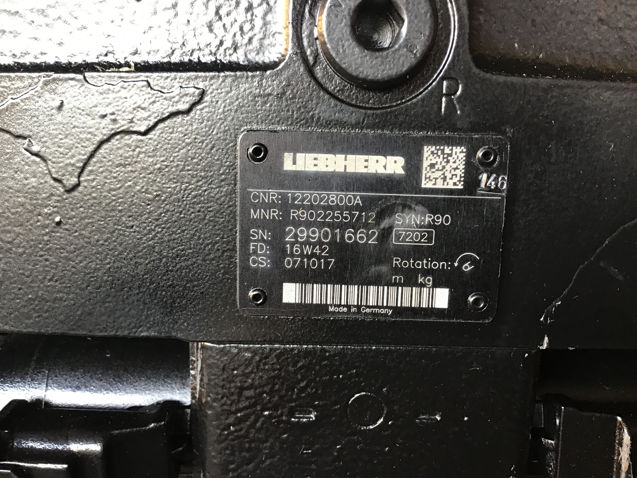 R
LIEBHERR
146
CNR: 12202800A
MNR: R902255712 SYN:R90
SN: 29901662 7202
FD: 16W42
CS: 071017 Rotation:
m kg
Made in Germany